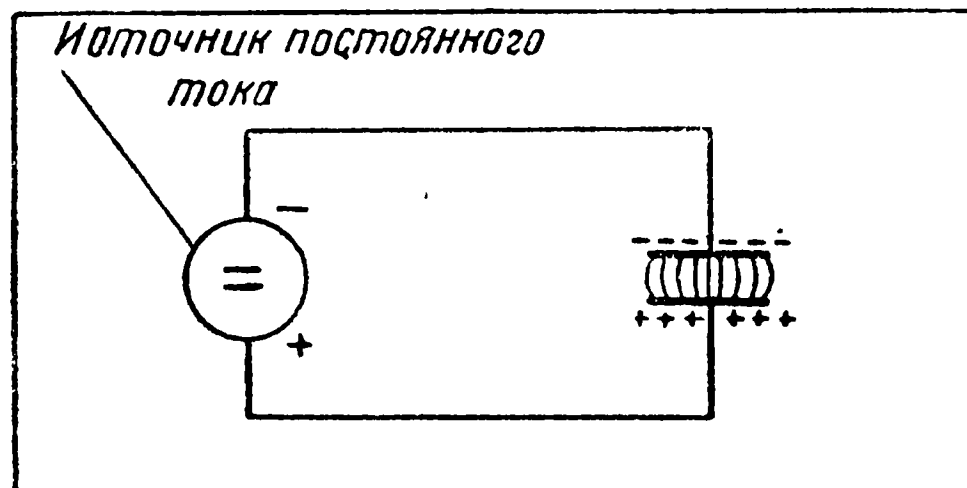 Источник постоянного
тока
−
=
+
− − − − − −
+ + + + + +